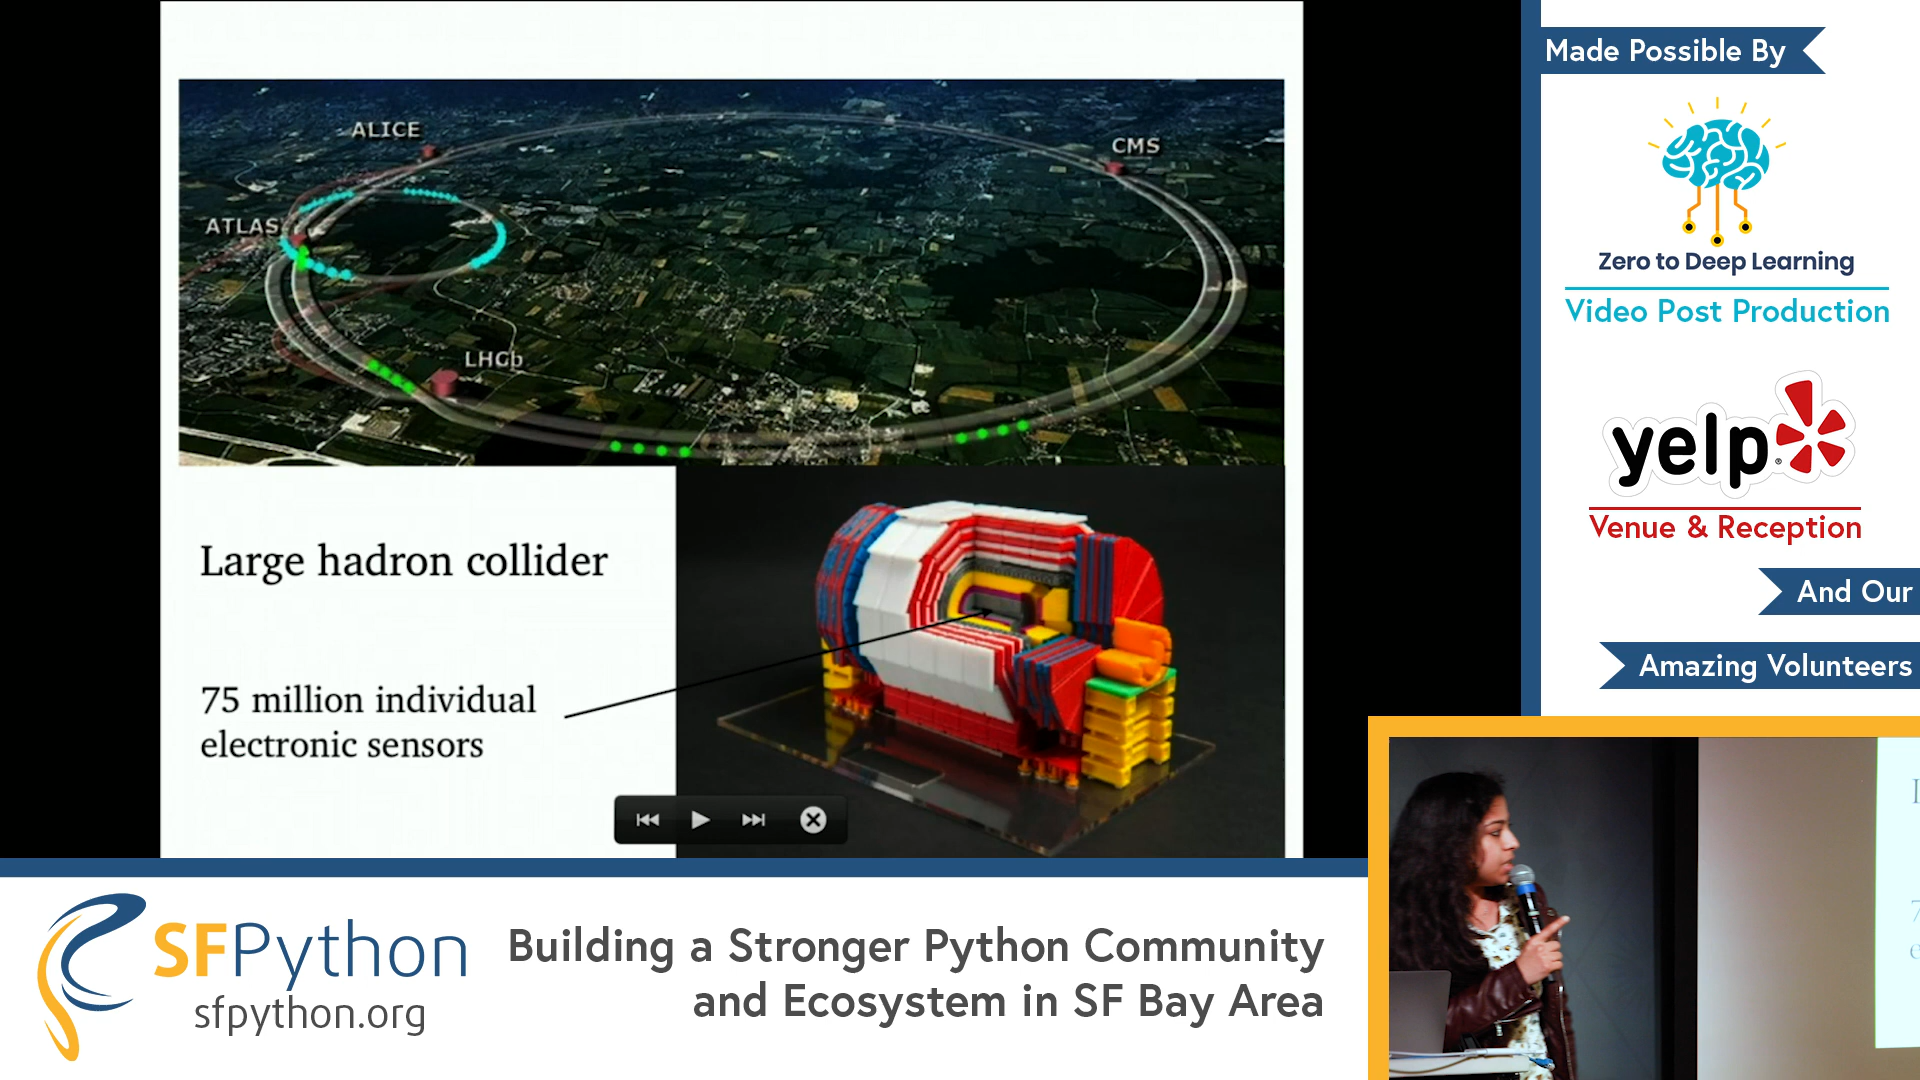 ALICE
CMS
ATLAS
LHCb
Large hadron collider
75 million individual
electronic sensors
Made Possible By
Zero to Deep Learning
Video Post Production
yelp
Venue & Reception
And Our
Amazing Volunteers
SFPython
sfpython.org
Building a Stronger Python Community
and Ecosystem in SF Bay Area